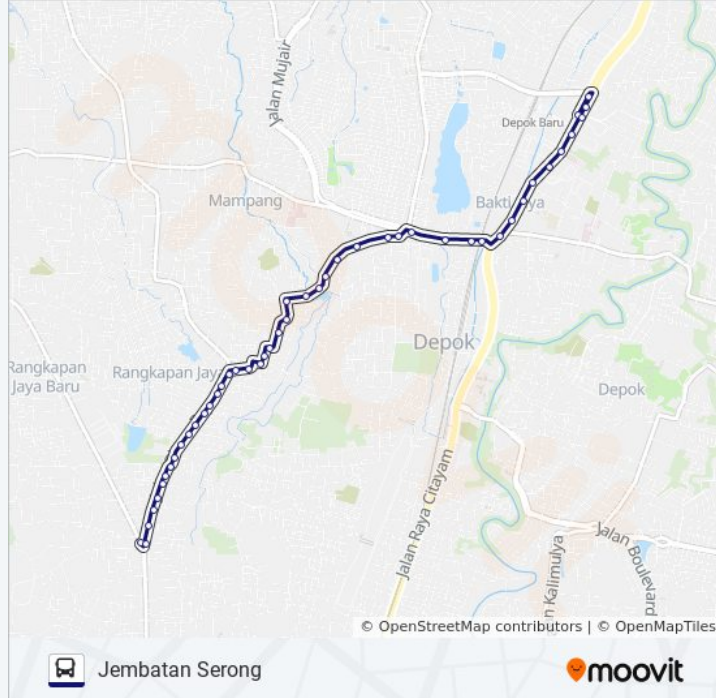 Jalan Mujair
Depok Baru
Mampang
Bakti Jaya
Depok
Rangkapan
Jaya Baru
Rangkapan Jaya
Depok
Jalan Raya Citayam
Jalan Boulevard
Kalimulya
© OpenStreetMap contributors | © OpenMapTiles
Jembatan Serong
moovit